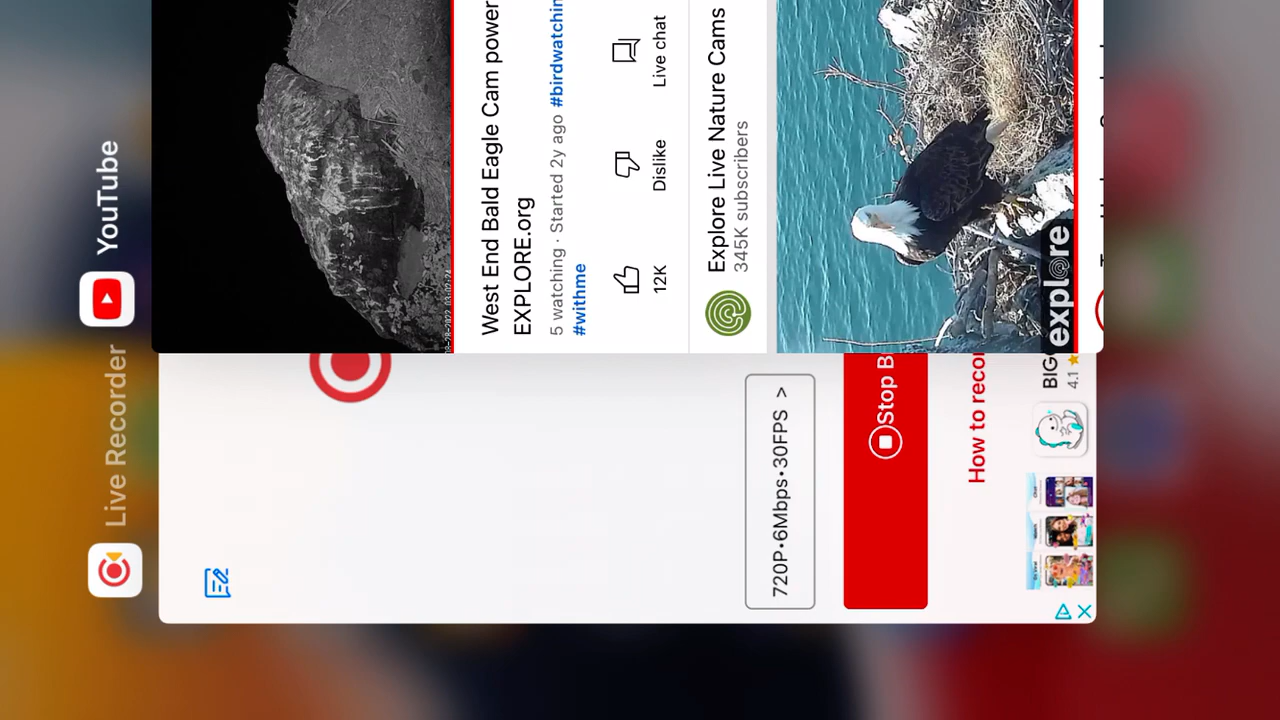 YouTube
Live Recorder
West End Bald Eagle Cam power
EXPLORE.org
5 watching · Started 2y ago #birdwatchin
#withme
12K
Dislike
Live chat
Explore Live Nature Cams
345K subscribers
explore
720P•6Mbps•30FPS >
Stop B
How to recor
BIG
4.1